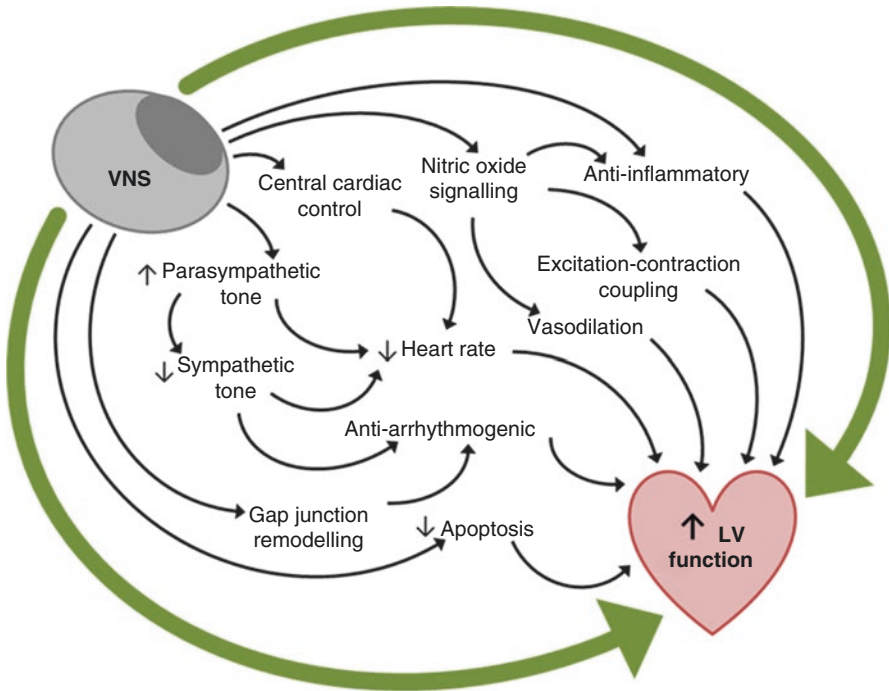 VNS
Central cardiac
control
Nitric oxide
signalling
Anti-inflammatory
↑ Parasympathetic
tone
Excitation-contraction
coupling
Vasodilation
↓ Sympathetic
tone
↓ Heart rate
Anti-arrhythmogenic
Gap junction
remodelling
↓ Apoptosis
↑ LV
function